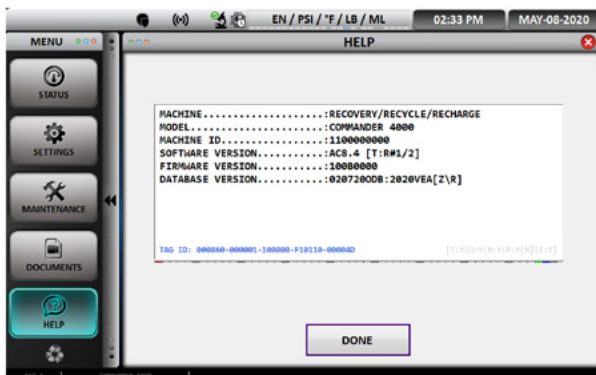 EN / PSI / °F / LB / ML 02:33 PM MAY-08-2020
MENU
HELP
STATUS
SETTINGS
MAINTENANCE
DOCUMENTS
HELP
MACHINE......................:RECOVERY/RECYCLE/RECHARGE
MODEL........................:COMMANDER 4000
MACHINE ID...................:1100000000
SOFTWARE VERSION.............:AC8.4 [T:R#1/2]
FIRMWARE VERSION.............:100B0000
DATABASE VERSION.............:020720ODB:2020VEA[Z\R]
TAG ID: 000860-000001-100000-F10110-00004D
DONE